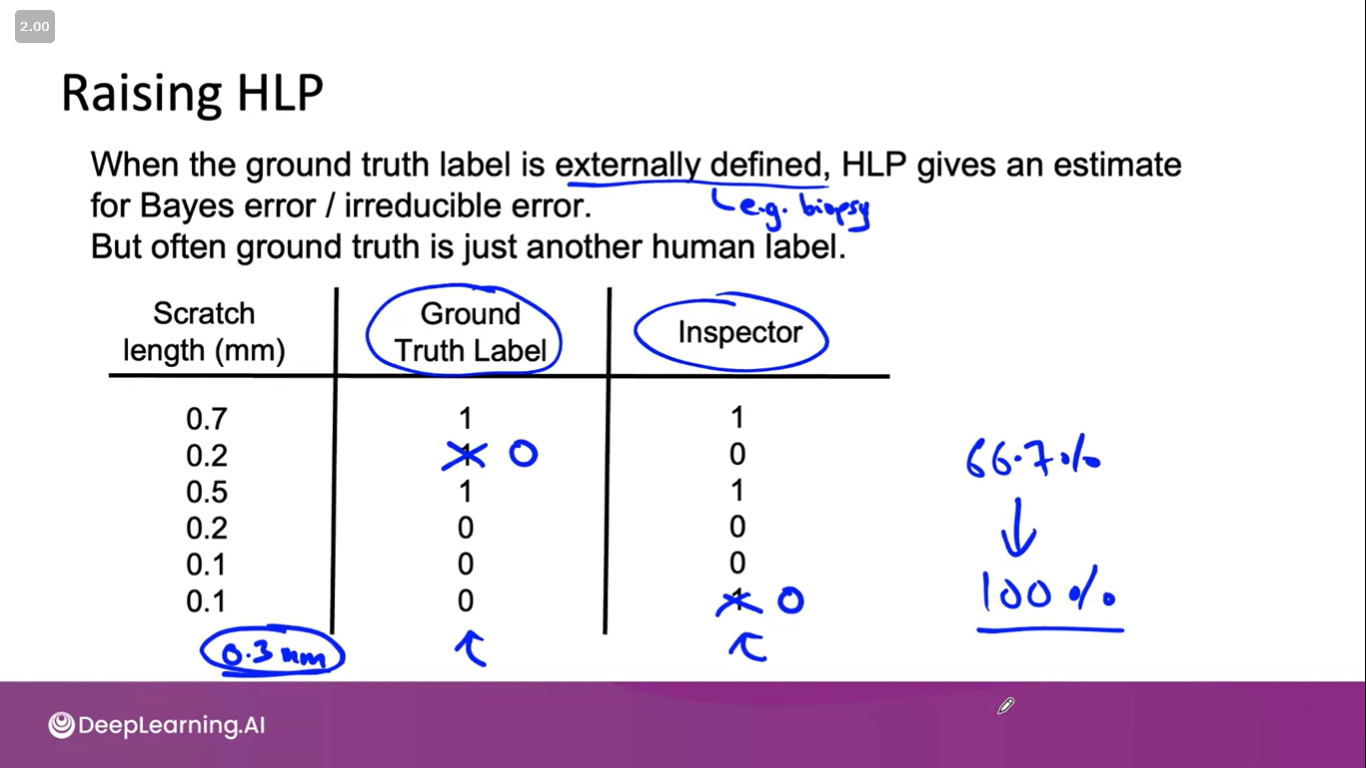 2.00
Raising HLP
When the ground truth label is externally defined, HLP gives an estimate
for Bayes error / irreducible error.
e.g. biopsy
But often ground truth is just another human label.
Scratch length (mm) Ground Truth Label Inspector
0.7 1 1
0.2 1 0 0
0.5 1 1
0.2 0 0
0.1 0 0
0.1 0 1 0
0.3 mm
66.7%
100%
DeepLearning.AI